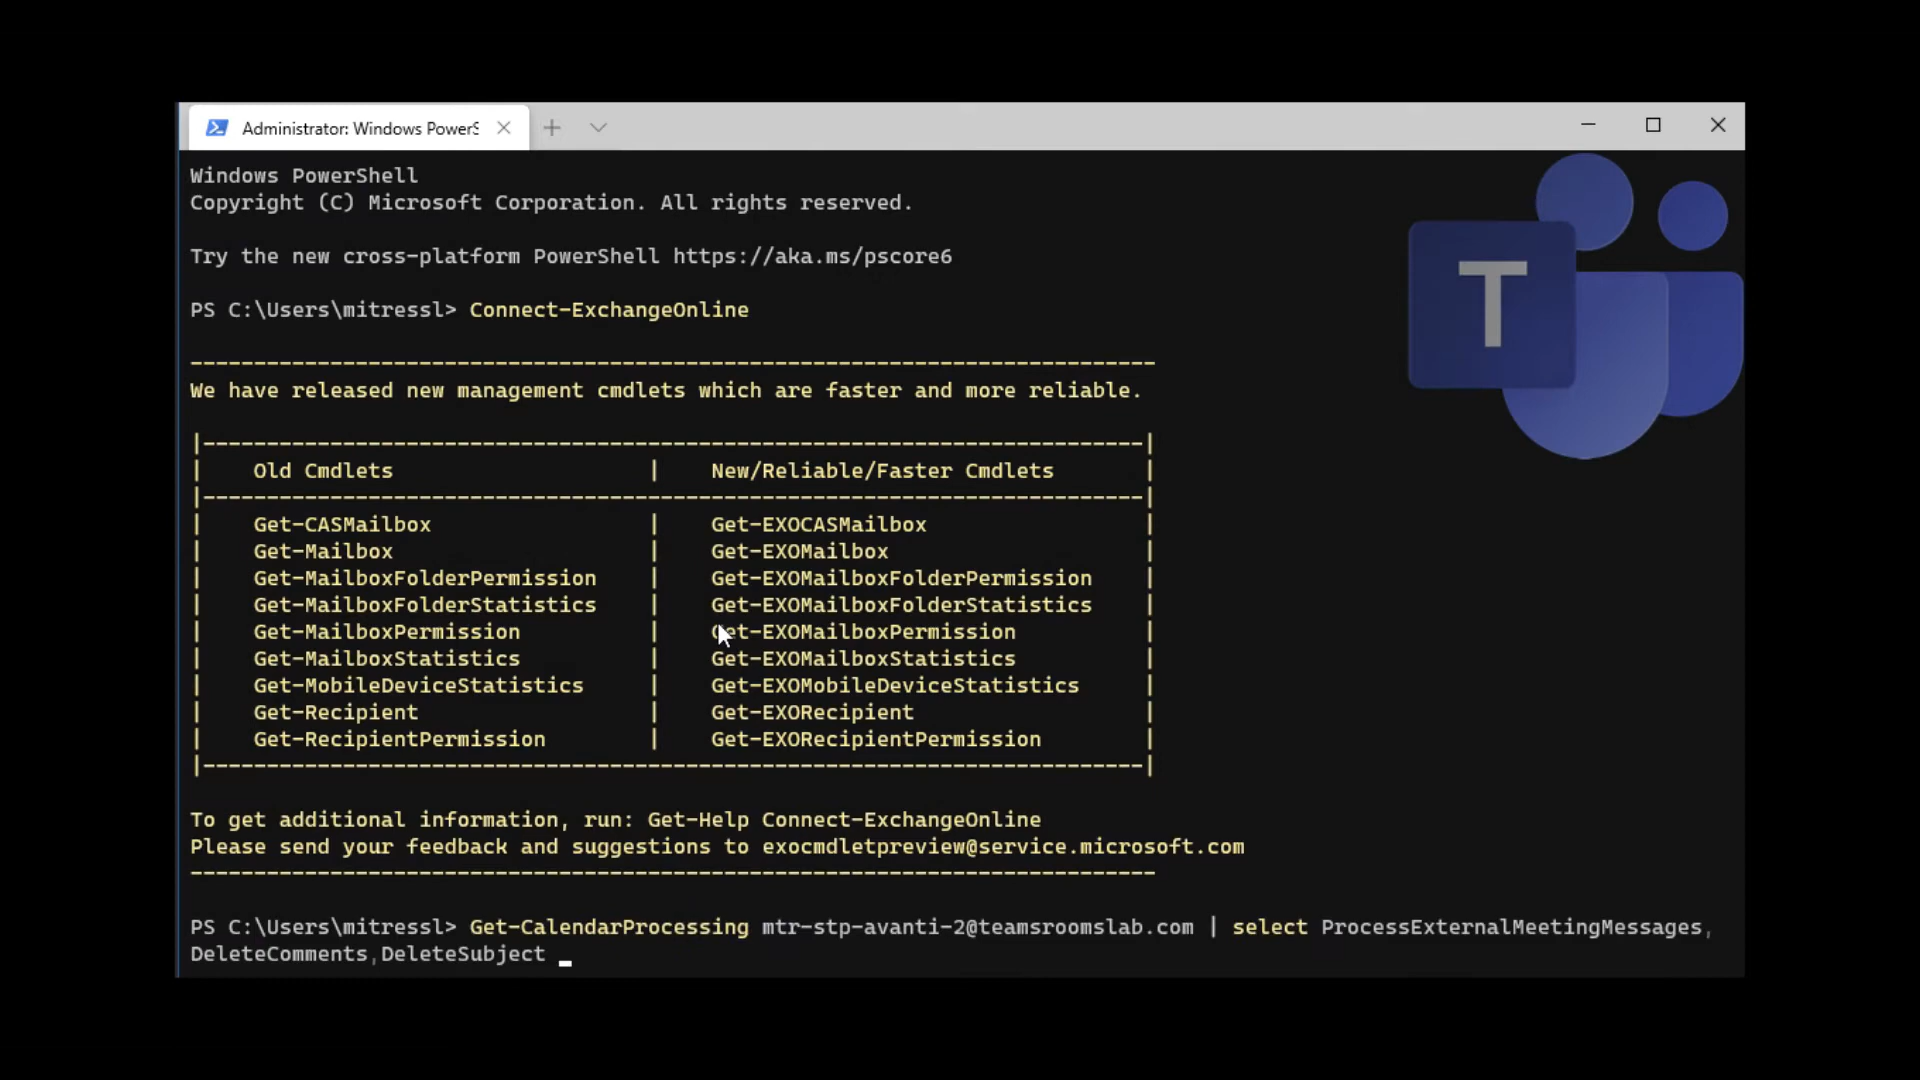 Administrator: Windows PowerS
Windows PowerShell
Copyright (C) Microsoft Corporation. All rights reserved.
Try the new cross-platform PowerShell https://aka.ms/pscore6
PS C:\Users\mitressl> Connect-ExchangeOnline
----------------------------------------------------------------------------
We have released new management cmdlets which are faster and more reliable.
|--------------------------------------------------------------------------|
|    Old Cmdlets                    |    New/Reliable/Faster Cmdlets       |
|--------------------------------------------------------------------------|
|    Get-CASMailbox                 |    Get-EXOCASMailbox                 |
|    Get-Mailbox                    |    Get-EXOMailbox                    |
|    Get-MailboxFolderPermission    |    Get-EXOMailboxFolderPermission    |
|    Get-MailboxFolderStatistics    |    Get-EXOMailboxFolderStatistics    |
|    Get-MailboxPermission          |    Get-EXOMailboxPermission          |
|    Get-MailboxStatistics          |    Get-EXOMailboxStatistics          |
|    Get-MobileDeviceStatistics     |    Get-EXOMobileDeviceStatistics     |
|    Get-Recipient                  |    Get-EXORecipient                  |
|    Get-RecipientPermission        |    Get-EXORecipientPermission        |
|--------------------------------------------------------------------------|
To get additional information, run: Get-Help Connect-ExchangeOnline
Please send your feedback and suggestions to exocmdletpreview@service.microsoft.com
----------------------------------------------------------------------------
PS C:\Users\mitressl> Get-CalendarProcessing mtr-stp-avanti-2@teamsroomslab.com | select ProcessExternalMeetingMessages,
DeleteComments,DeleteSubject
T